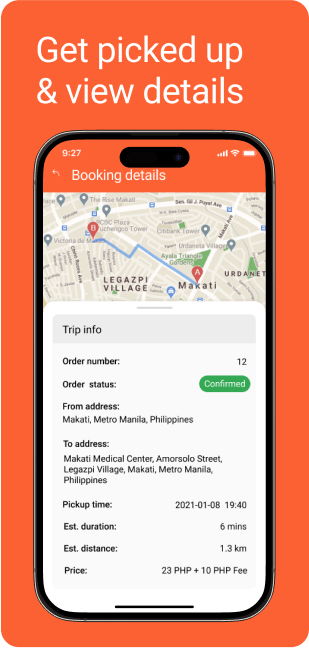 Get picked up
& view details
9:27
Booking details
The Rise Makati
Sen. Gil J. Puyat Ave
RCBC Plaza
Yuchengco Tower
Citibank Tower
Makati Ave
Victoria de Makati
B
Ayala Triangle
Gardens
Urdaneta Village
A
LEGAZPI
VILLAGE
Makati
URDANET
Trip info
Order number: 12
Order status: Confirmed
From address:
Makati, Metro Manila, Philippines
To address:
Makati Medical Center, Amorsolo Street,
Legazpi Village, Makati, Metro Manila,
Philippines
Pickup time: 2021-01-08 19:40
Est. duration: 6 mins
Est. distance: 1.3 km
Price: 23 PHP + 10 PHP Fee